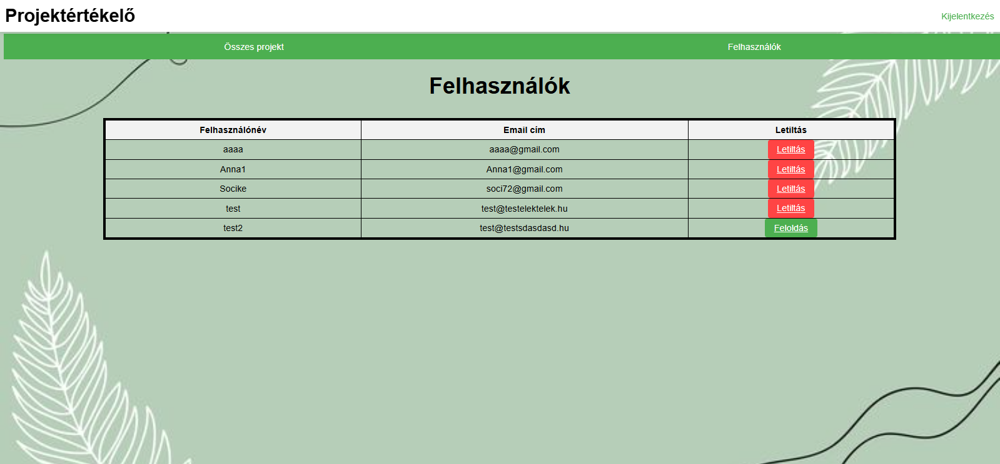 Projektértékelő Kijelentkezés
Összes projekt Felhasználók
Felhasználók
Felhasználónév Email cím Letiltás
aaaa aaaa@gmail.com Letiltás
Anna1 Anna1@gmail.com Letiltás
Socike soci72@gmail.com Letiltás
test test@testelektelek.hu Letiltás
test2 test@testsdasdasd.hu Feloldás